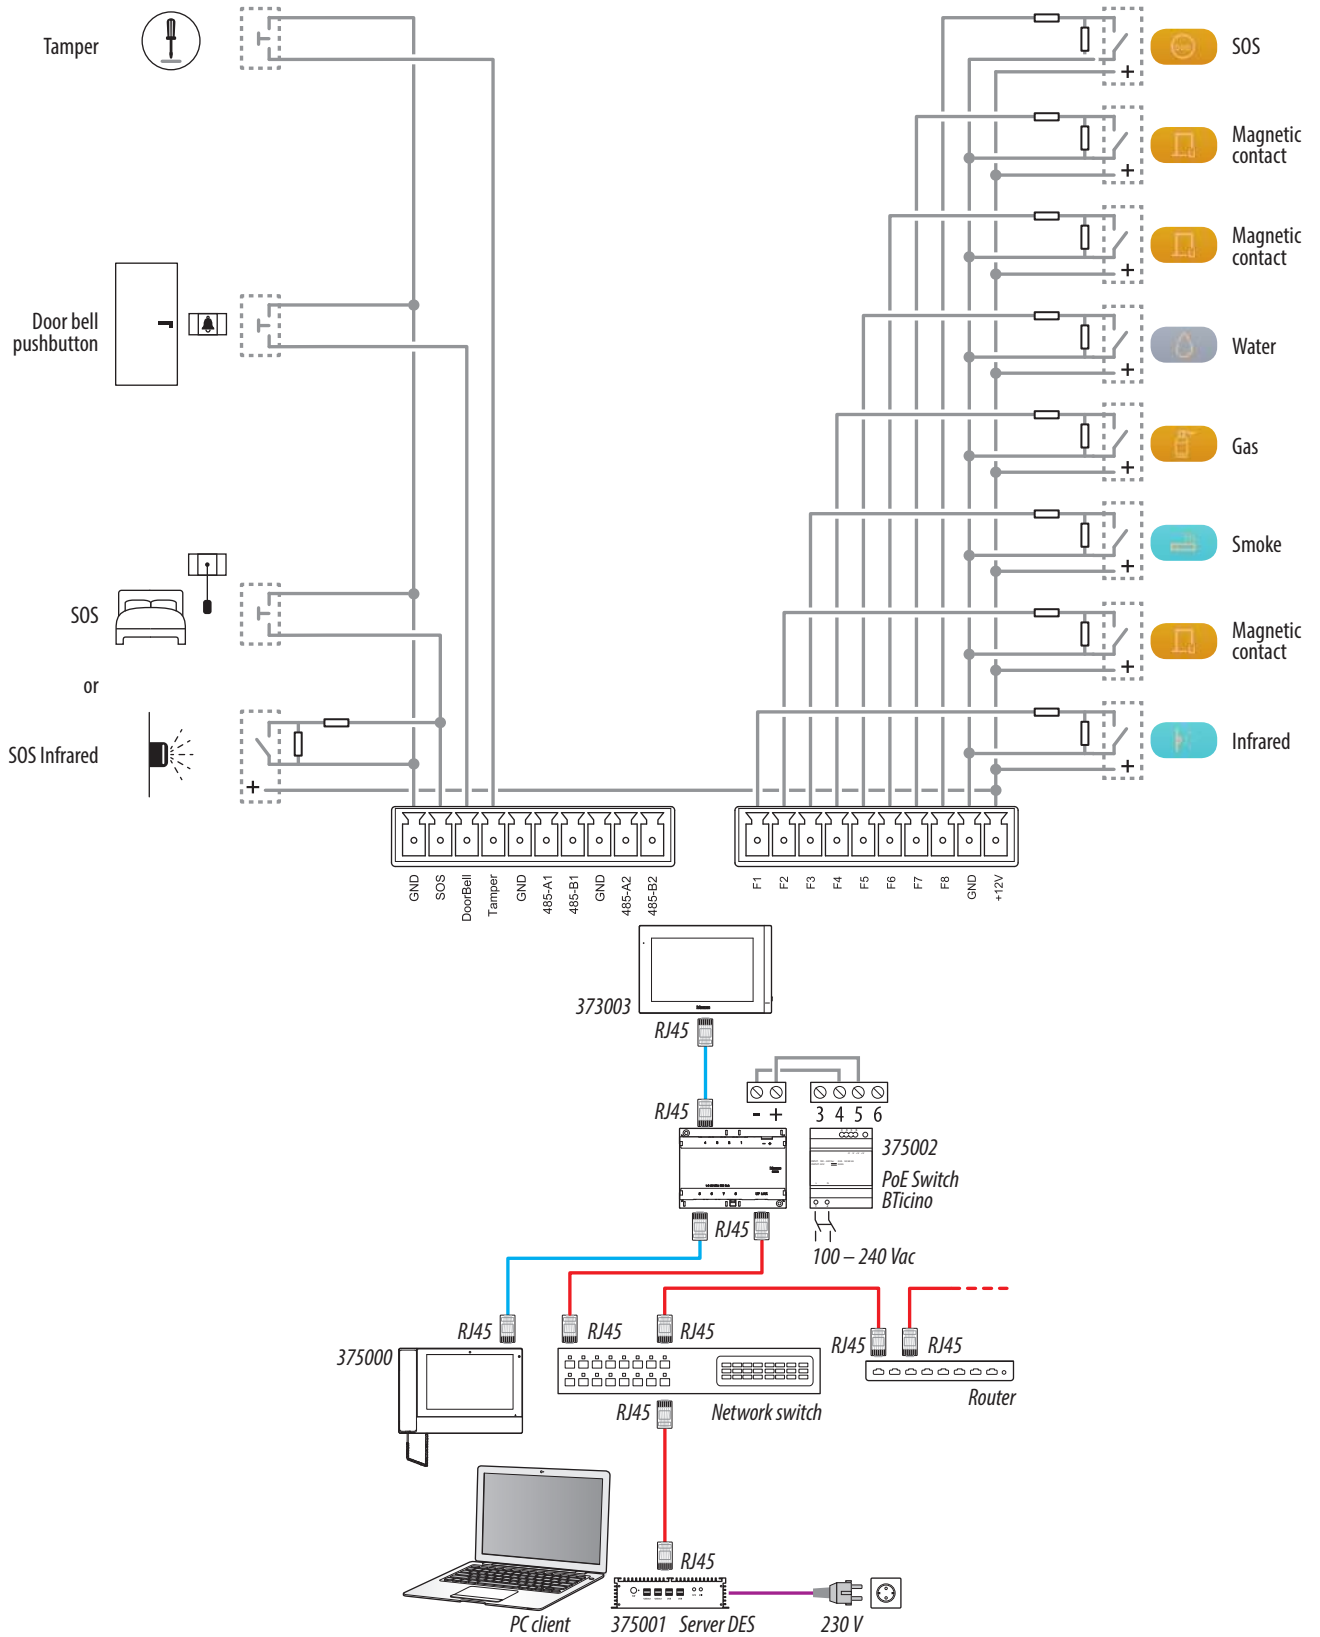 Tamper
SOS
+
Magnetic
contact
+
Magnetic
contact
+
Door bell
pushbutton
Water
+
Gas
+
Smoke
+
SOS
Magnetic
contact
+
or
SOS Infrared
+
Infrared
+
GND
SOS
DoorBell
Tamper
GND
485-A1
485-B1
GND
485-A2
485-B2
F1
F2
F3
F4
F5
F6
F7
F8
GND
+12V
373003
RJ45
RJ45
- +
3 4 5 6
375002
PoE Switch
BTicino
RJ45
100 – 240 Vac
RJ45
RJ45
RJ45
RJ45
RJ45
375000
Router
RJ45
Network switch
RJ45
PC client
375001 Server DES
230 V